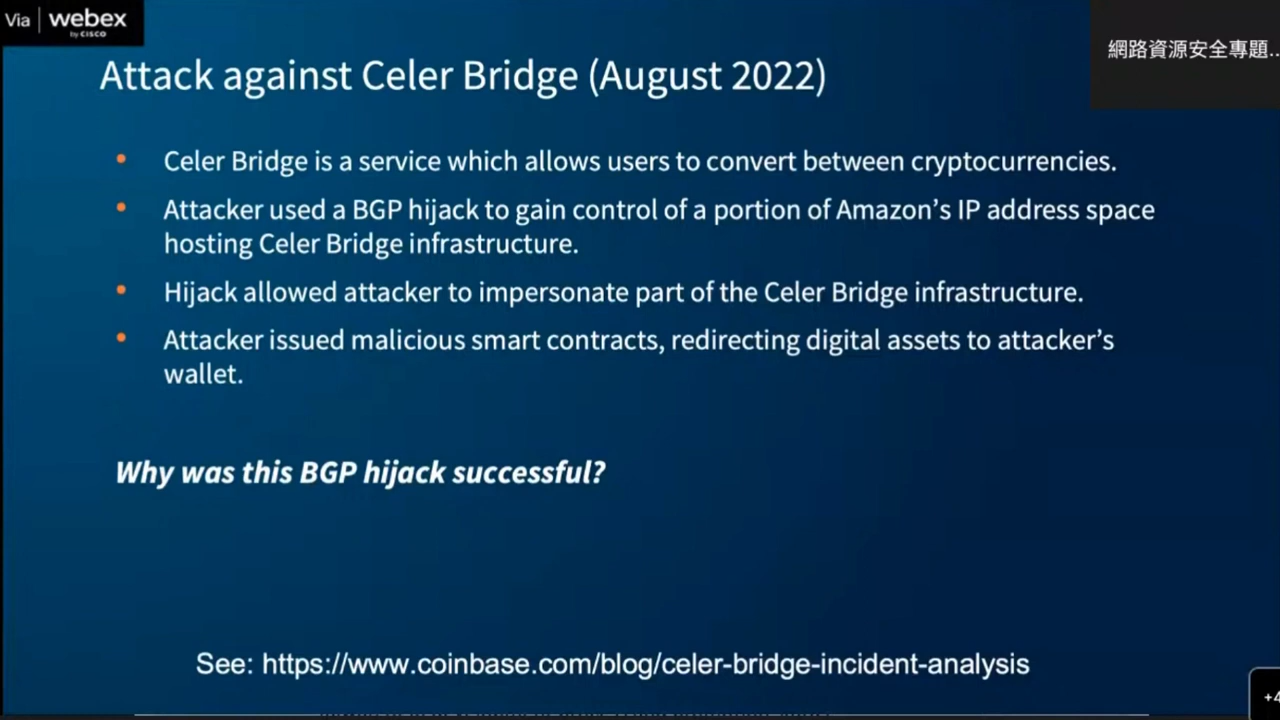 Via webex
by CISCO
網路資源安全專題...
Attack against Celer Bridge (August 2022)
• Celer Bridge is a service which allows users to convert between cryptocurrencies.
• Attacker used a BGP hijack to gain control of a portion of Amazon’s IP address space
hosting Celer Bridge infrastructure.
• Hijack allowed attacker to impersonate part of the Celer Bridge infrastructure.
• Attacker issued malicious smart contracts, redirecting digital assets to attacker’s
wallet.
Why was this BGP hijack successful?
See: https://www.coinbase.com/blog/celer-bridge-incident-analysis
+4